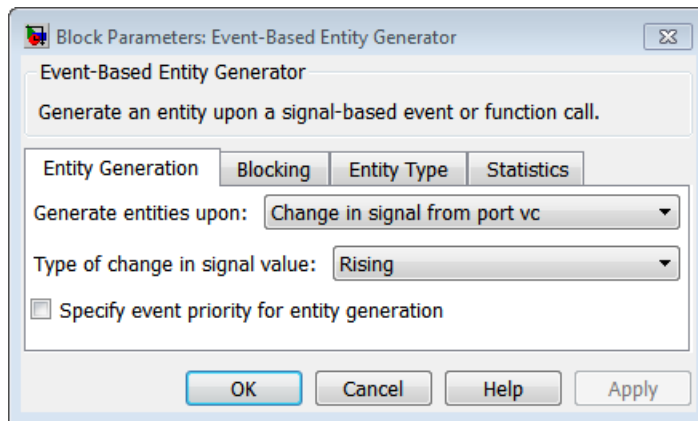 Block Parameters: Event-Based Entity Generator
Event-Based Entity Generator
Generate an entity upon a signal-based event or function call.
Entity Generation Blocking Entity Type Statistics
Generate entities upon: Change in signal from port vc
Type of change in signal value: Rising
Specify event priority for entity generation
OK Cancel Help Apply